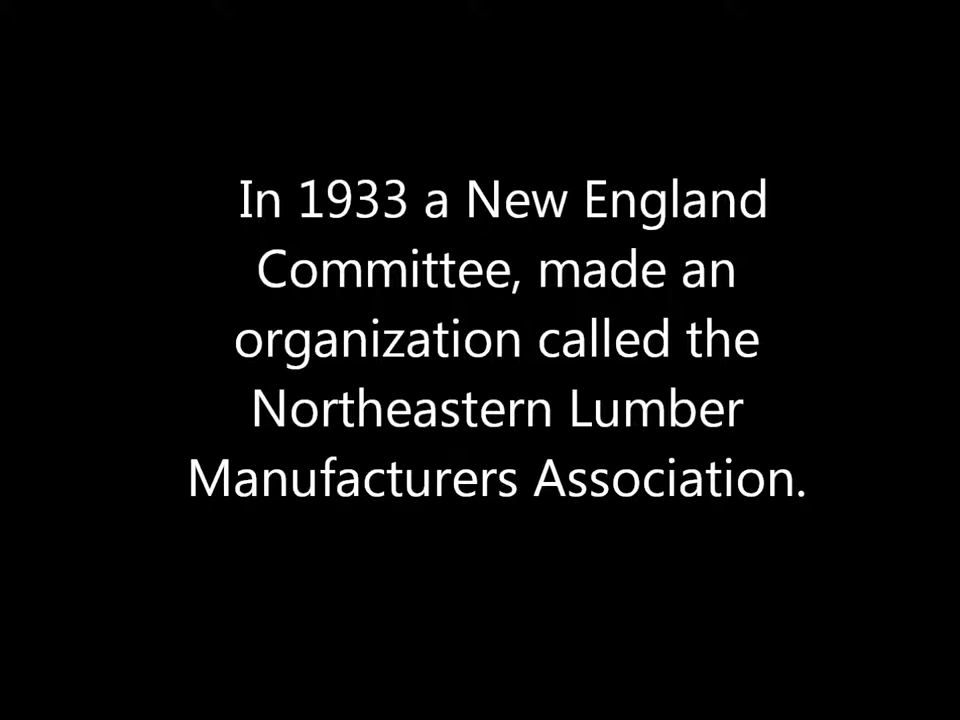 In 1933 a New England
Committee, made an
organization called the
Northeastern Lumber
Manufacturers Association.